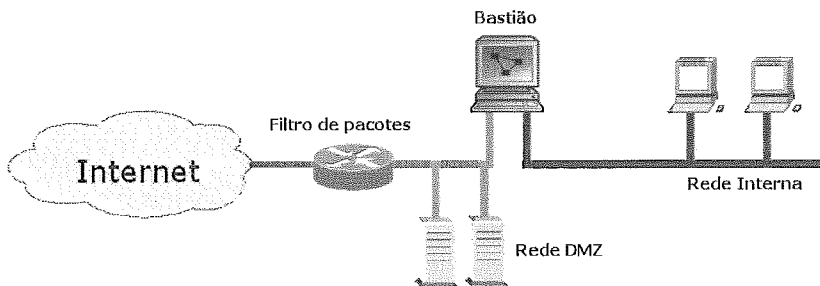 Bastião
Filtro de pacotes
Internet
Rede Interna
Rede DMZ